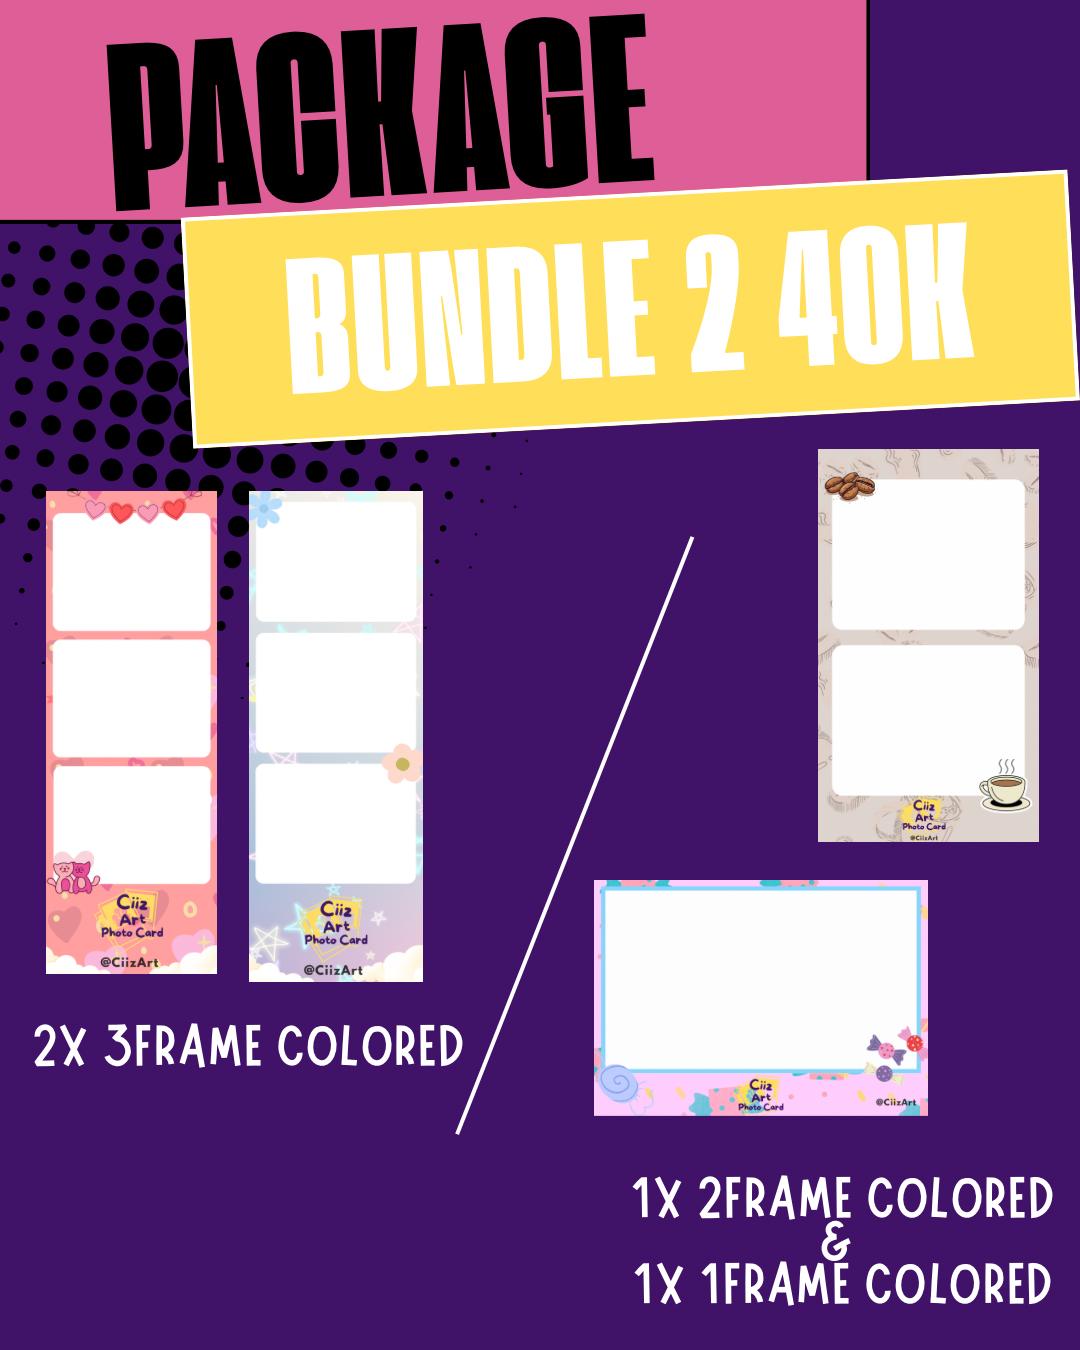 PACKAGE
BUNDLE 2 40K
Ciiz
Art
Photo Card
@CiizArt
Ciiz
Art
Photo Card
@CiizArt
2X 3FRAME COLORED
Ciiz
Art
Photo Card
@CiizArt
Ciiz
Art
Photo Card
@CiizArt
1X 2FRAME COLORED
&
1X 1FRAME COLORED